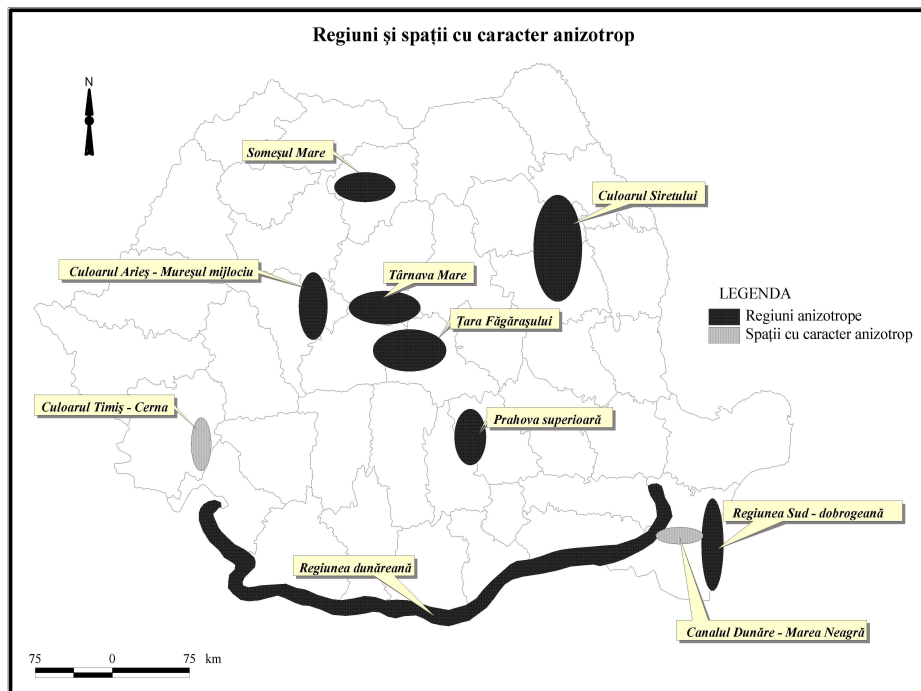 Regiuni şi spaţii cu caracter anizotrop
N
Someşul Mare
Culoarul Siretului
Culoarul Arieş - Mureşul mijlociu
Târnava Mare
LEGENDA
Regiuni anizotrope
Spaţii cu caracter anizotrop
Ţara Făgăraşului
Culoarul Timiş - Cerna
Prahova superioară
Regiunea Sud - dobrogeană
Regiunea dunăreană
Canalul Dunăre - Marea Neagră
75 0 75 km